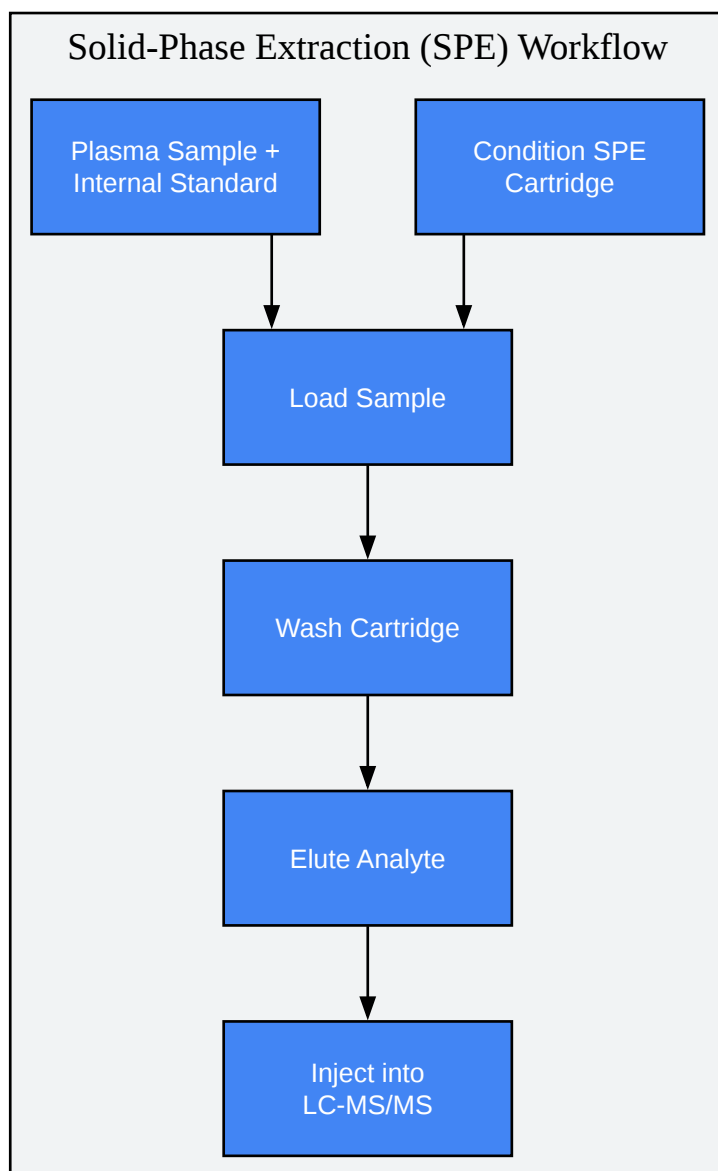 Solid-Phase Extraction (SPE) Workflow
Plasma Sample +
Internal Standard
Condition SPE
Cartridge
Load Sample
Wash Cartridge
Elute Analyte
Inject into
LC-MS/MS